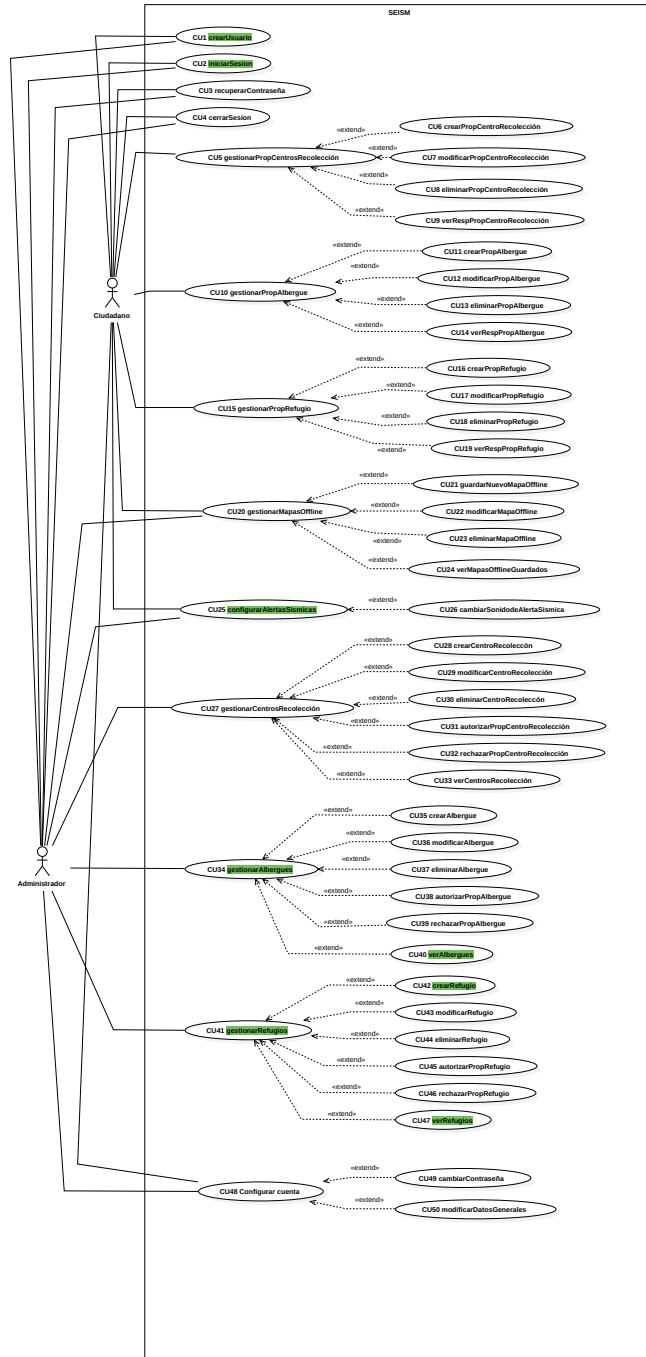 SEISM
CU1 crearUsuario
CU2 iniciarSesion
CU3 recuperarContraseña
CU4 cerrarSesion
CU5 gestionarPropCentrosRecolección
«extend»
CU6 crearPropCentroRecolección
«extend»
CU7 modificarPropCentroRecolección
«extend»
CU8 eliminarPropCentroRecolección
«extend»
CU9 verRespPropCentroRecolección
Ciudadano
CU10 gestionarPropAlbergue
«extend»
CU11 crearPropAlbergue
«extend»
CU12 modificarPropAlbergue
«extend»
CU13 eliminarPropAlbergue
«extend»
CU14 verRespPropAlbergue
CU15 gestionarPropRefugio
«extend»
CU16 crearPropRefugio
«extend»
CU17 modificarPropRefugio
«extend»
CU18 eliminarPropRefugio
«extend»
CU19 verRespPropRefugio
CU20 gestionarMapasOffline
«extend»
CU21 guardarNuevoMapaOffline
«extend»
CU22 modificarMapaOffline
«extend»
CU23 eliminarMapaOffline
«extend»
CU24 verMapasOfflineGuardados
CU25 configurarAlertasSismicas
«extend»
CU26 cambiarSonidodeAlertaSismica
CU27 gestionarCentrosRecolección
«extend»
CU28 crearCentroRecoleccón
«extend»
CU29 modificarCentroRecolección
«extend»
CU30 eliminarCentroRecolección
«extend»
CU31 autorizarPropCentroRecolección
«extend»
CU32 rechazarPropCentroRecolección
«extend»
CU33 verCentrosRecolección
Administrador
CU34 gestionarAlbergues
«extend»
CU35 crearAlbergue
«extend»
CU36 modificarAlbergue
«extend»
CU37 eliminarAlbergue
«extend»
CU38 autorizarPropAlbergue
«extend»
CU39 rechazarPropAlbergue
«extend»
CU40 verAlbergues
CU41 gestionarRefugios
«extend»
CU42 crearRefugio
«extend»
CU43 modificarRefugio
«extend»
CU44 eliminarRefugio
«extend»
CU45 autorizarPropRefugio
«extend»
CU46 rechazarPropRefugio
«extend»
CU47 verRefugios
CU48 Configurar cuenta
«extend»
CU49 cambiarContraseña
«extend»
CU50 modificarDatosGenerales